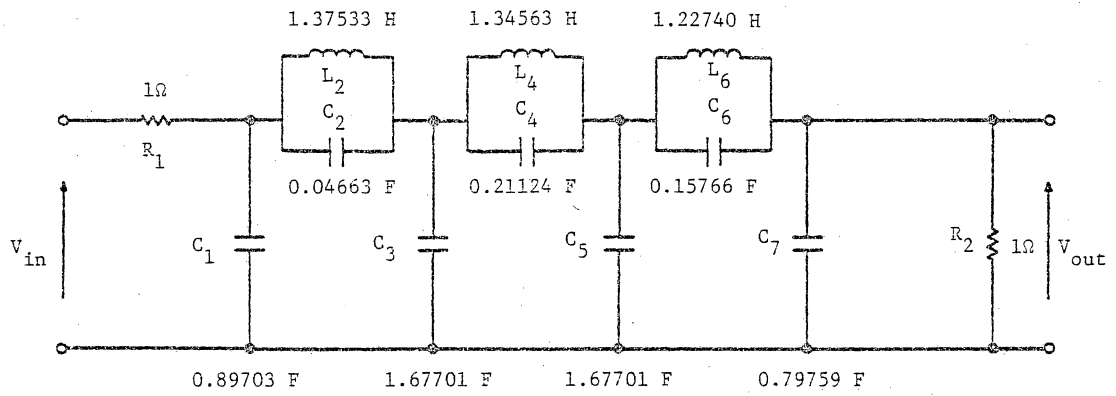 1.37533 H 1.34563 H 1.22740 H
L2 L4 L6
1Ω
C2 C4 C6
R1
0.04663 F 0.21124 F 0.15766 F
Vin C1 C3 C5 C7 R2 1Ω Vout
0.89703 F 1.67701 F 1.67701 F 0.79759 F